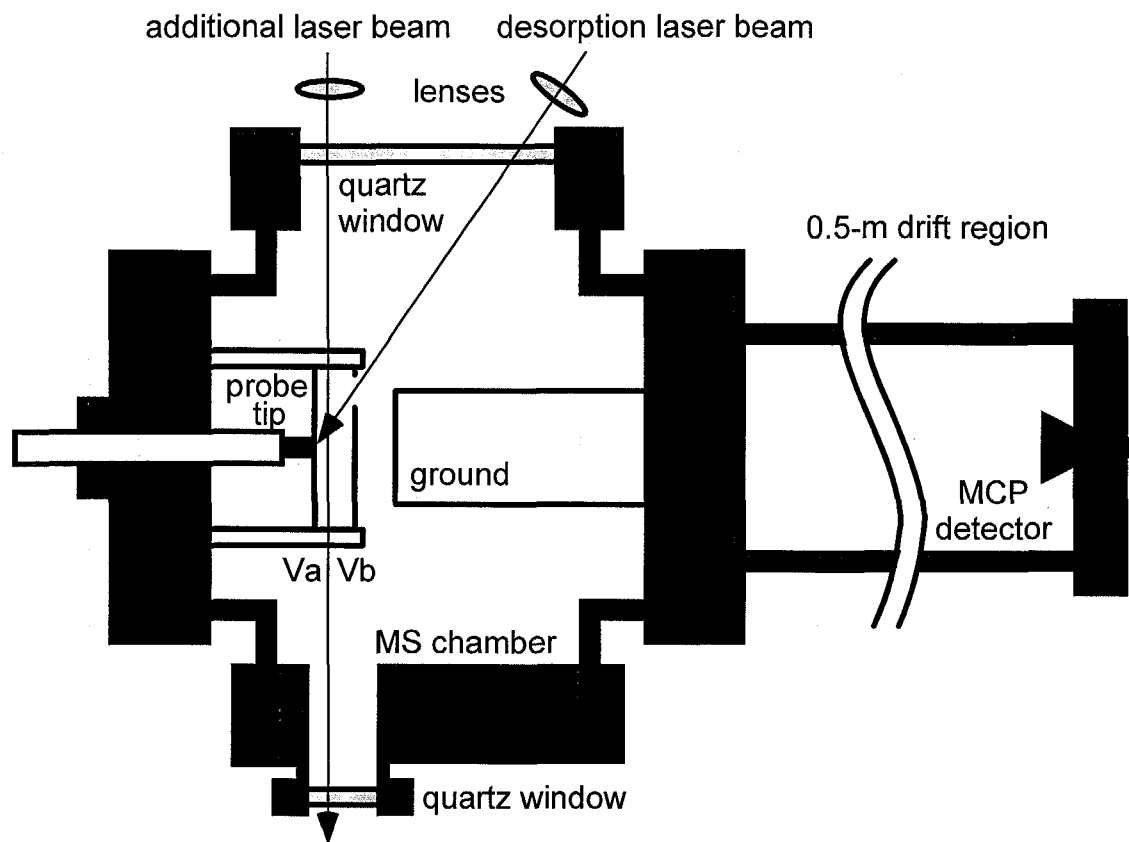 additional laser beam
desorption laser beam
lenses
quartz
window
0.5-m drift region
probe
tip
ground
MCP
detector
Va
Vb
MS chamber
quartz window